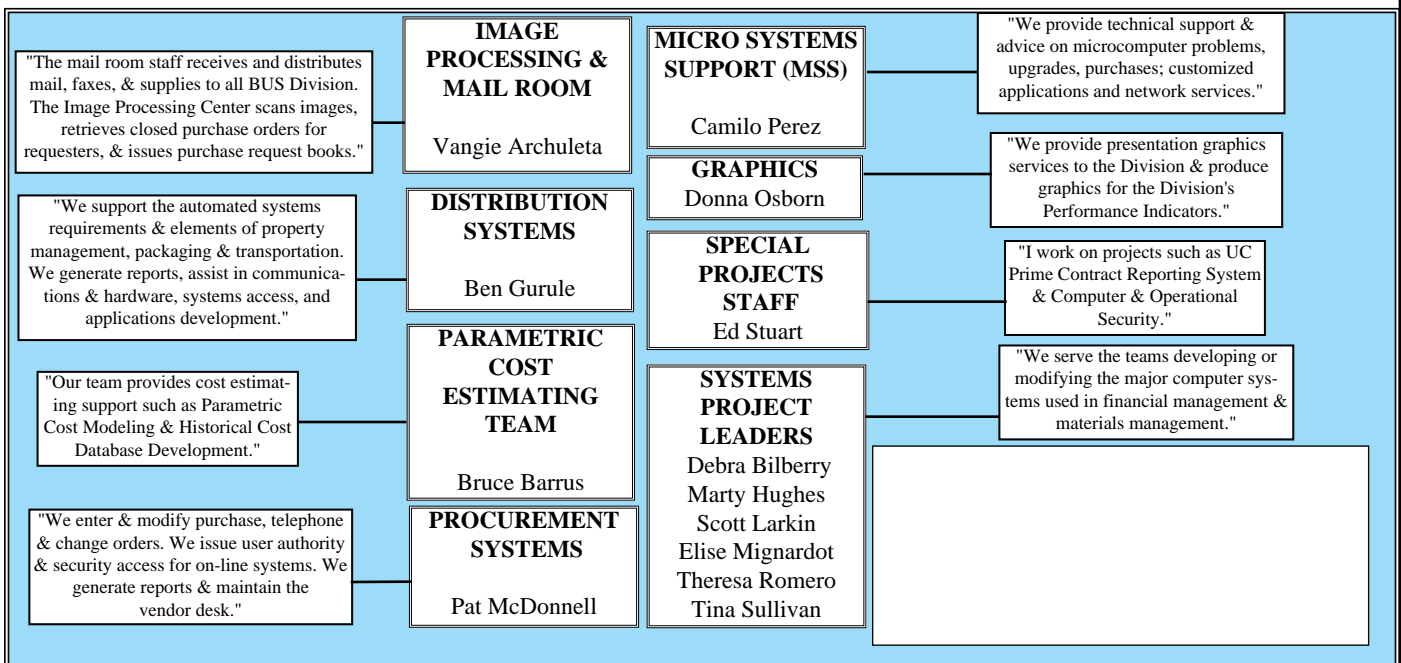 "The mail room staff receives and distributes
mail, faxes, & supplies to all BUS Division.
The Image Processing Center scans images,
retrieves closed purchase orders for
requesters, & issues purchase request books."
IMAGE
PROCESSING &
MAIL ROOM
Vangie Archuleta
"We support the automated systems
requirements & elements of property
management, packaging & transportation.
We generate reports, assist in communica-
tions & hardware, systems access, and
applications development."
DISTRIBUTION
SYSTEMS
Ben Gurule
"Our team provides cost estimat-
ing support such as Parametric
Cost Modeling & Historical Cost
Database Development."
PARAMETRIC
COST
ESTIMATING
TEAM
Bruce Barrus
"We enter & modify purchase, telephone
& change orders. We issue user authority
& security access for on-line systems. We
generate reports & maintain the
vendor desk."
PROCUREMENT
SYSTEMS
Pat McDonnell
MICRO SYSTEMS
SUPPORT (MSS)
Camilo Perez
"We provide technical support &
advice on microcomputer problems,
upgrades, purchases; customized
applications and network services."
GRAPHICS
Donna Osborn
"We provide presentation graphics
services to the Division & produce
graphics for the Division's
Performance Indicators."
SPECIAL
PROJECTS
STAFF
Ed Stuart
"I work on projects such as UC
Prime Contract Reporting System
& Computer & Operational
Security."
SYSTEMS
PROJECT
LEADERS
Debra Bilberry
Marty Hughes
Scott Larkin
Elise Mignardot
Theresa Romero
Tina Sullivan
"We serve the teams developing or
modifying the major computer sys-
tems used in financial management &
materials management."